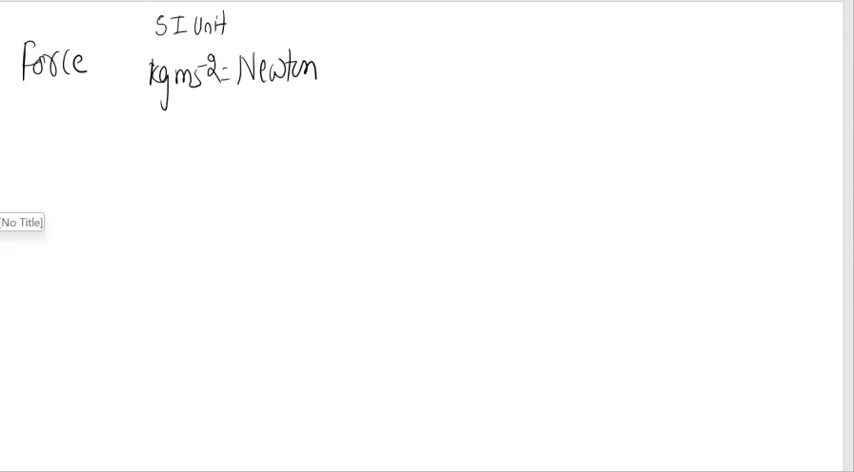 SI Unit
Force kgms⁻² = Newton
[No Title]